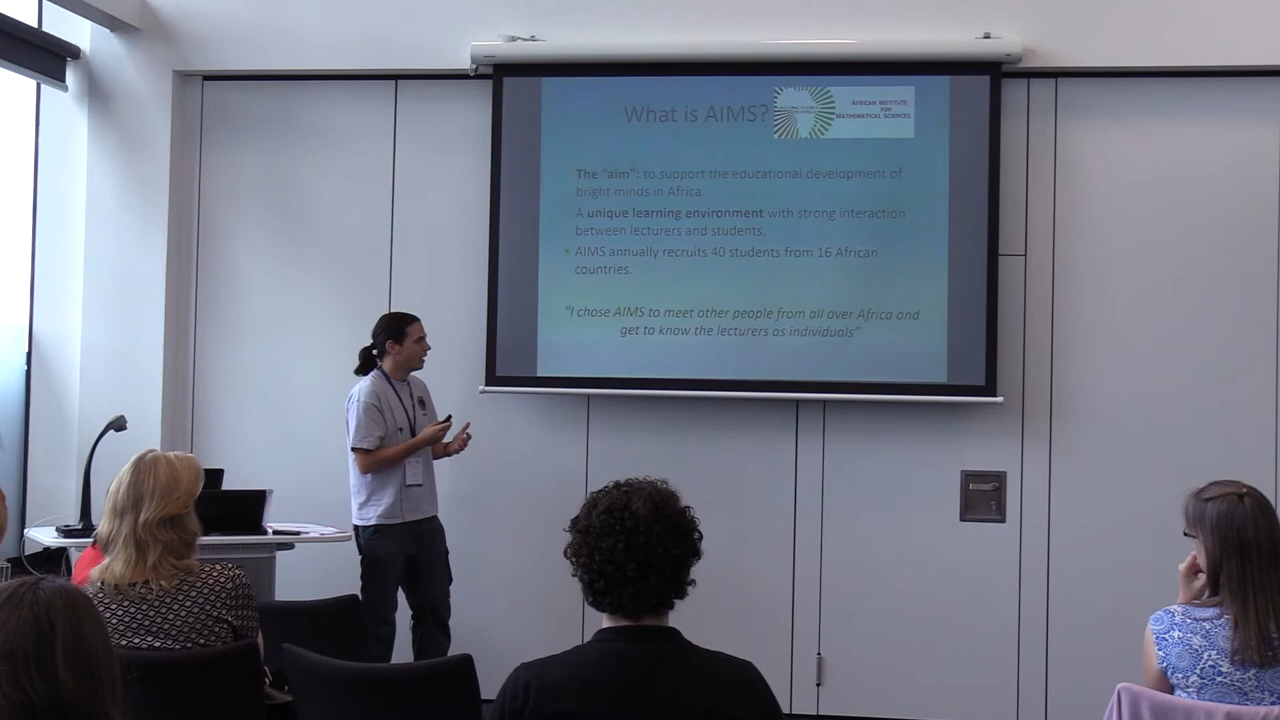 What is AIMS?
AFRICAN INSTITUTE
FOR
MATHEMATICAL SCIENCES
The "aim": to support the educational development of
bright minds in Africa.
A unique learning environment with strong interaction
between lecturers and students.
• AIMS annually recruits 40 students from 16 African
countries.
"I chose AIMS to meet other people from all over Africa and
get to know the lecturers as individuals"